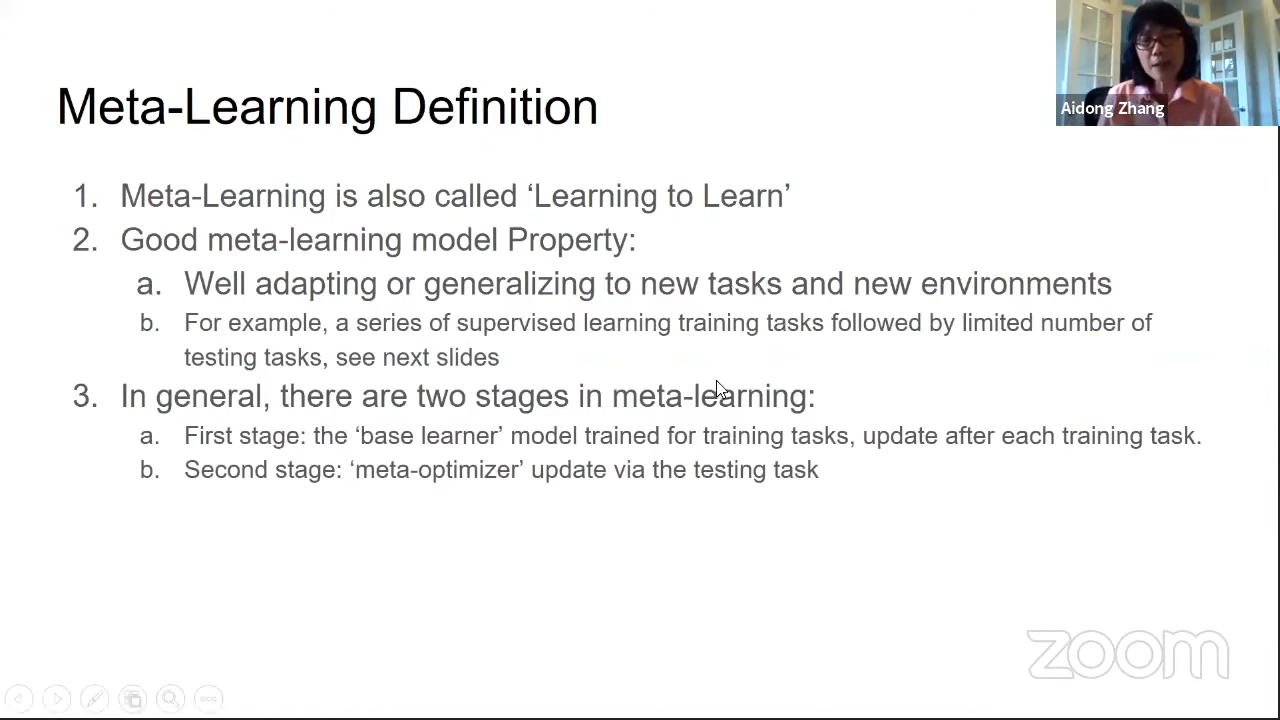 Meta-Learning Definition
Aidong Zhang
1. Meta-Learning is also called ‘Learning to Learn’
2. Good meta-learning model Property:
a. Well adapting or generalizing to new tasks and new environments
b. For example, a series of supervised learning training tasks followed by limited number of
testing tasks, see next slides
3. In general, there are two stages in meta-learning:
a. First stage: the ‘base learner’ model trained for training tasks, update after each training task.
b. Second stage: ‘meta-optimizer’ update via the testing task
zoom